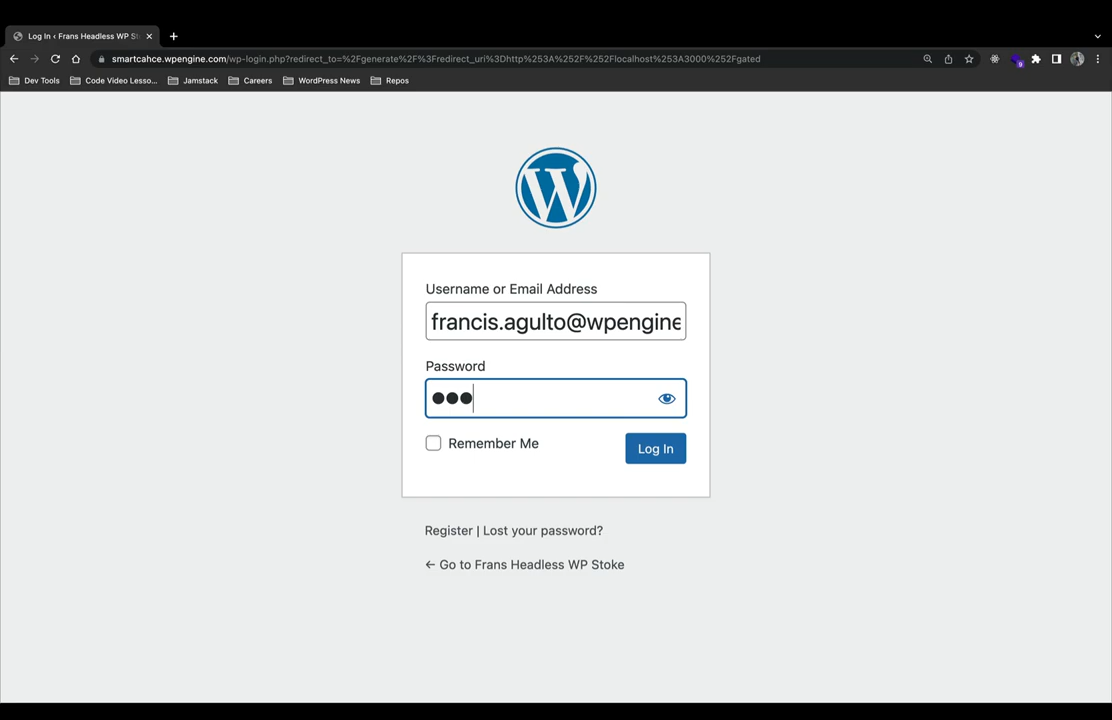 Log In ‹ Frans Headless WP St
smartcahce.wpengine.com/wp-login.php?redirect_to=%2Fgenerate%2F%3Fredirect_uri%3Dhttp%253A%252F%252Flocalhost%253A3000%252Fgated
Dev Tools Code Video Lesso... Jamstack Careers WordPress News Repos
Username or Email Address
francis.agulto@wpengine
Password
Remember Me
Log In
Register | Lost your password?
← Go to Frans Headless WP Stoke